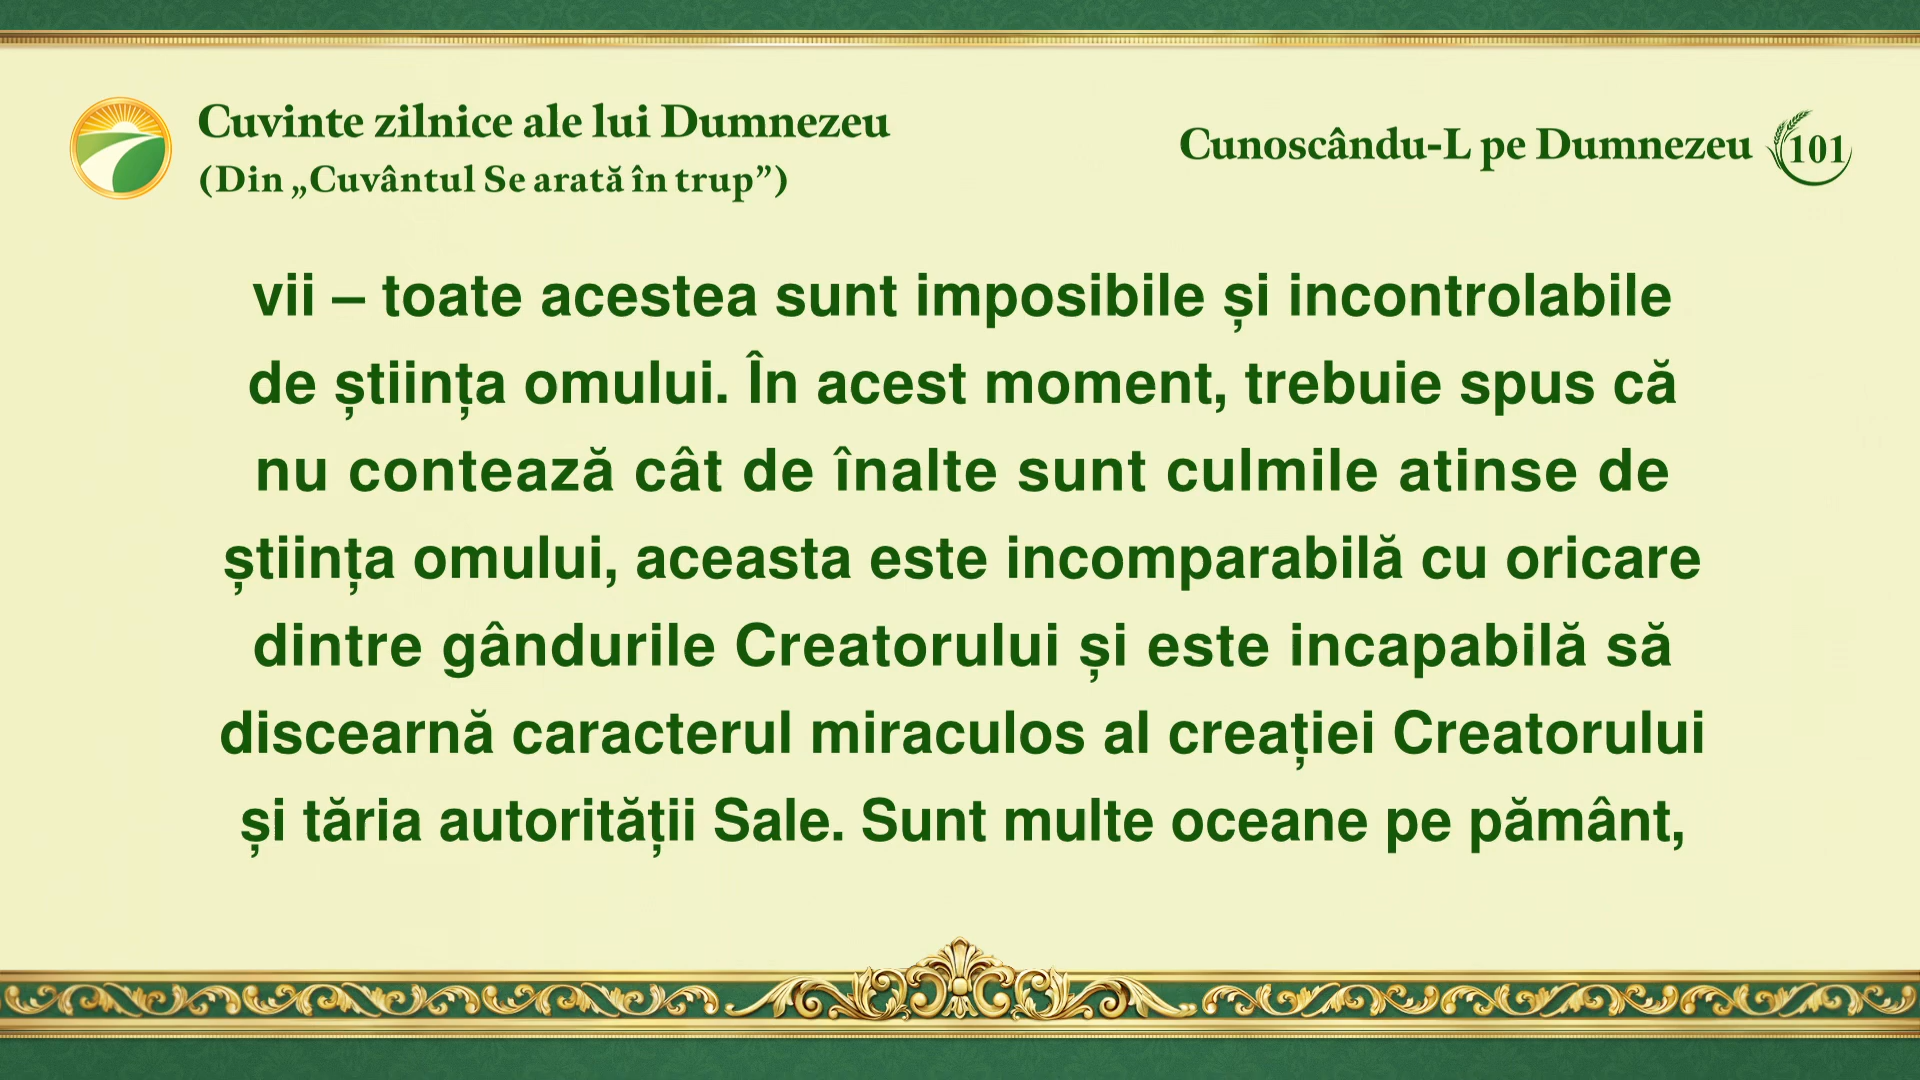 Cuvinte zilnice ale lui Dumnezeu
(Din „Cuvântul Se arată în trup”)
Cunoscându-L pe Dumnezeu 101
vii – toate acestea sunt imposibile și incontrolabile
de știința omului. În acest moment, trebuie spus că
nu contează cât de înalte sunt culmile atinse de
știința omului, aceasta este incomparabilă cu oricare
dintre gândurile Creatorului și este incapabilă să
discearnă caracterul miraculos al creației Creatorului
și tăria autorității Sale. Sunt multe oceane pe pământ,